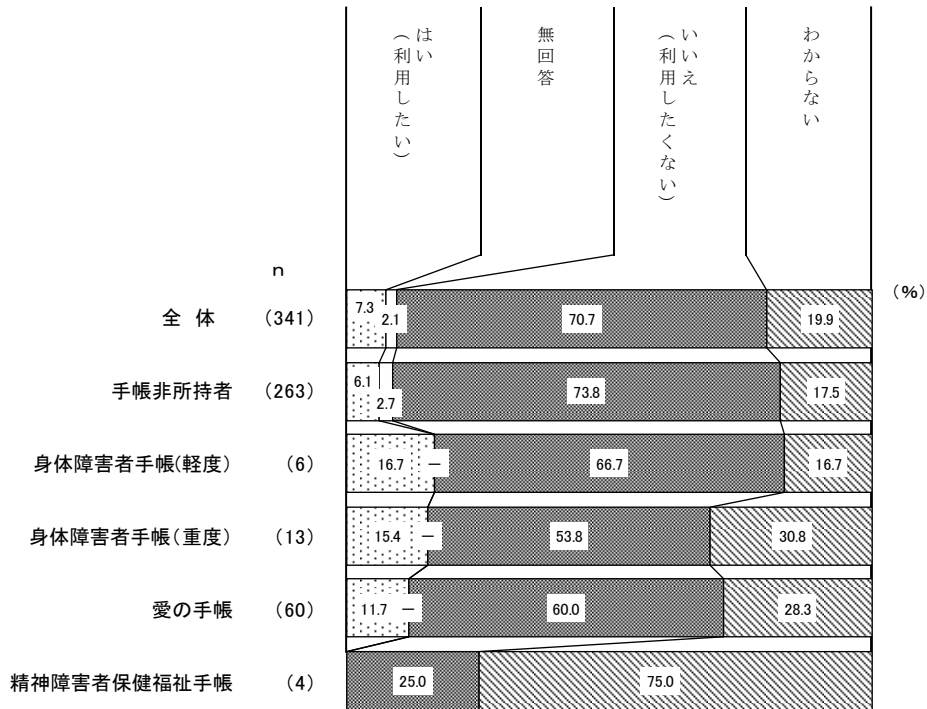 はい
（利用したい）
無回答
いいえ
（利用したくない）
わからない
n
（％）
全 体 （341） 7.3 2.1 70.7 19.9
手帳非所持者 （263） 6.1 2.7 73.8 17.5
身体障害者手帳（軽度） （6） 16.7 － 66.7 16.7
身体障害者手帳（重度） （13） 15.4 － 53.8 30.8
愛の手帳 （60） 11.7 － 60.0 28.3
精神障害者保健福祉手帳 （4） 25.0 75.0